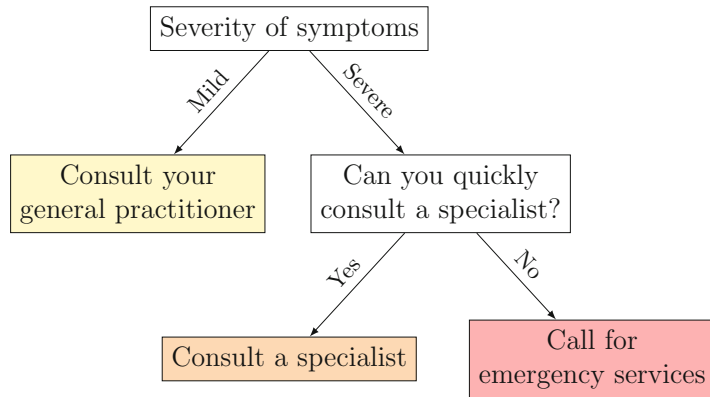 Severity of symptoms
Mild
Severe
Consult your
general practitioner
Can you quickly
consult a specialist?
Yes
No
Consult a specialist
Call for
emergency services